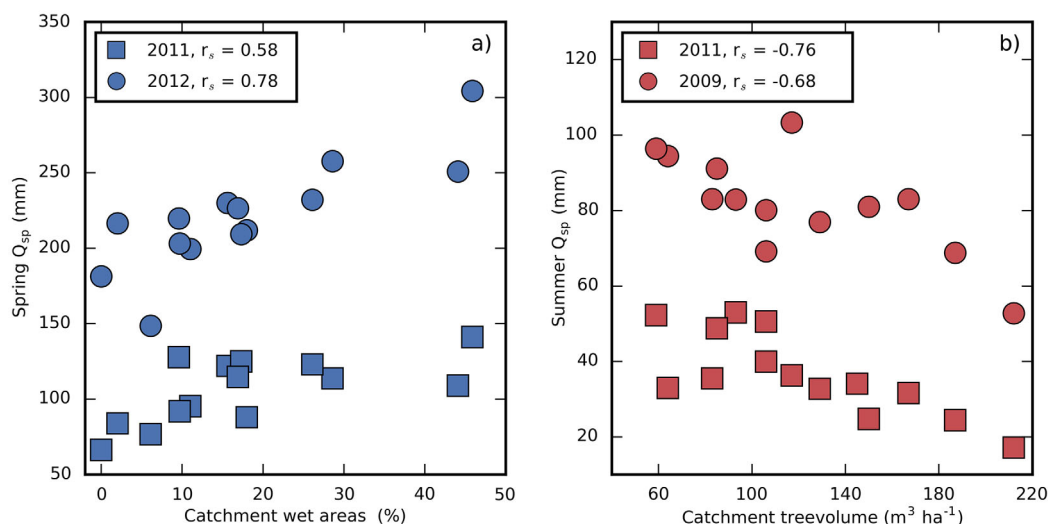 a)
2011, rₛ = 0.58
2012, rₛ = 0.78
350
300
250
200
150
100
50
Spring Qsp (mm)
0 10 20 30 40 50
Catchment wet areas (%)
b)
2011, rₛ = -0.76
2009, rₛ = -0.68
120
100
80
60
40
20
Summer Qsp (mm)
60 100 140 180 220
Catchment treevolume (m³ ha⁻¹)